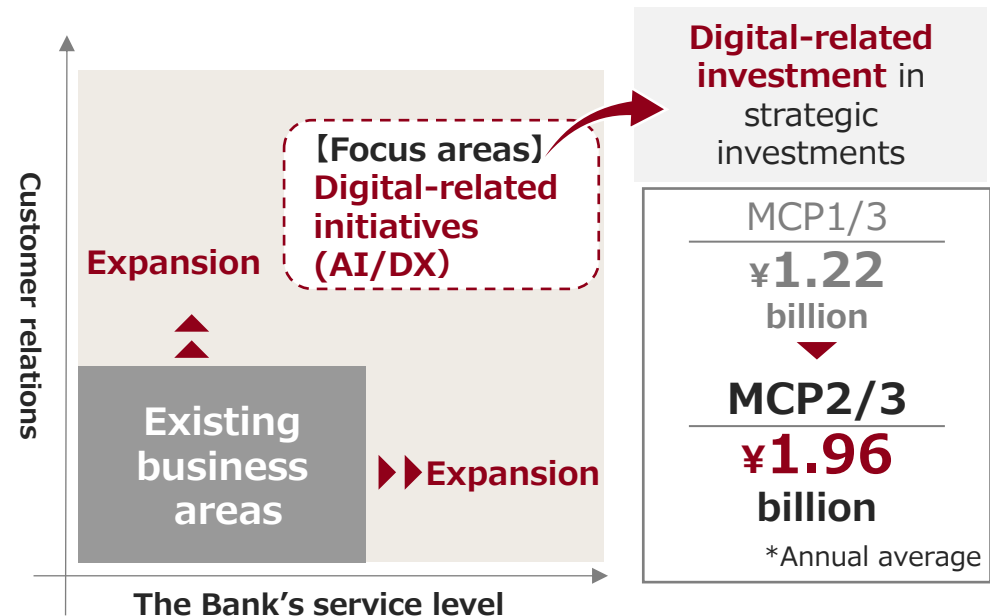 Customer relations
Expansion
【Focus areas】
Digital-related
initiatives
(AI/DX）
Existing
business
areas
Expansion
The Bank’s service level
Digital-related
investment in
strategic
investments
MCP1/3
¥1.22
billion
MCP2/3
¥1.96
billion
*Annual average